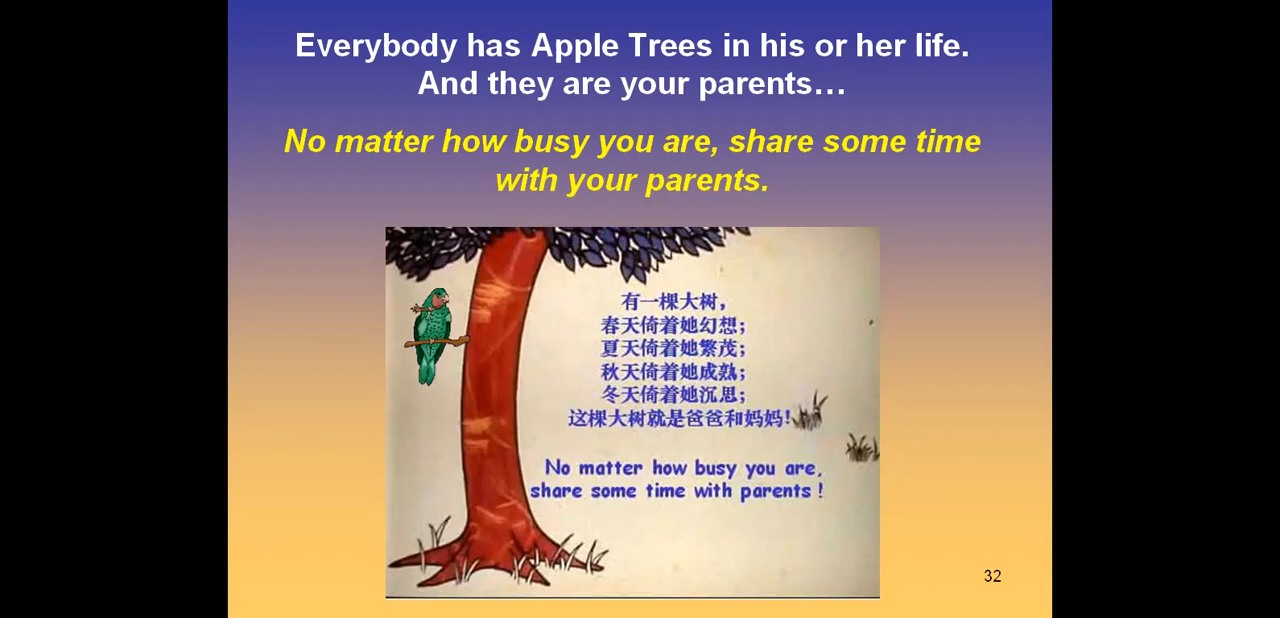 Everybody has Apple Trees in his or her life.
And they are your parents…
No matter how busy you are, share some time
with your parents.
有一棵大树，
春天倚着她幻想；
夏天倚着她繁茂；
秋天倚着她成熟；
冬天倚着她沉思；
这棵大树就是爸爸和妈妈！
No matter how busy you are,
share some time with parents !
32